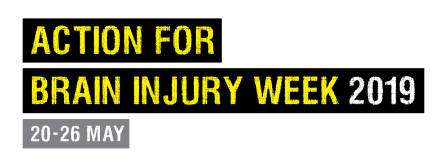 ACTION FOR
BRAIN INJURY WEEK 2019
20-26 MAY